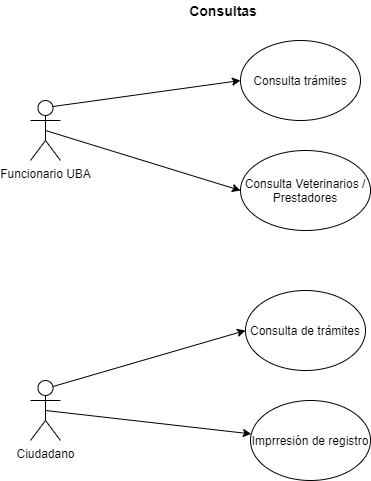 Consultas
Consulta trámites
Funcionario UBA
Consulta Veterinarios /
Prestadores
Consulta de trámites
Ciudadano
Imprresión de registro